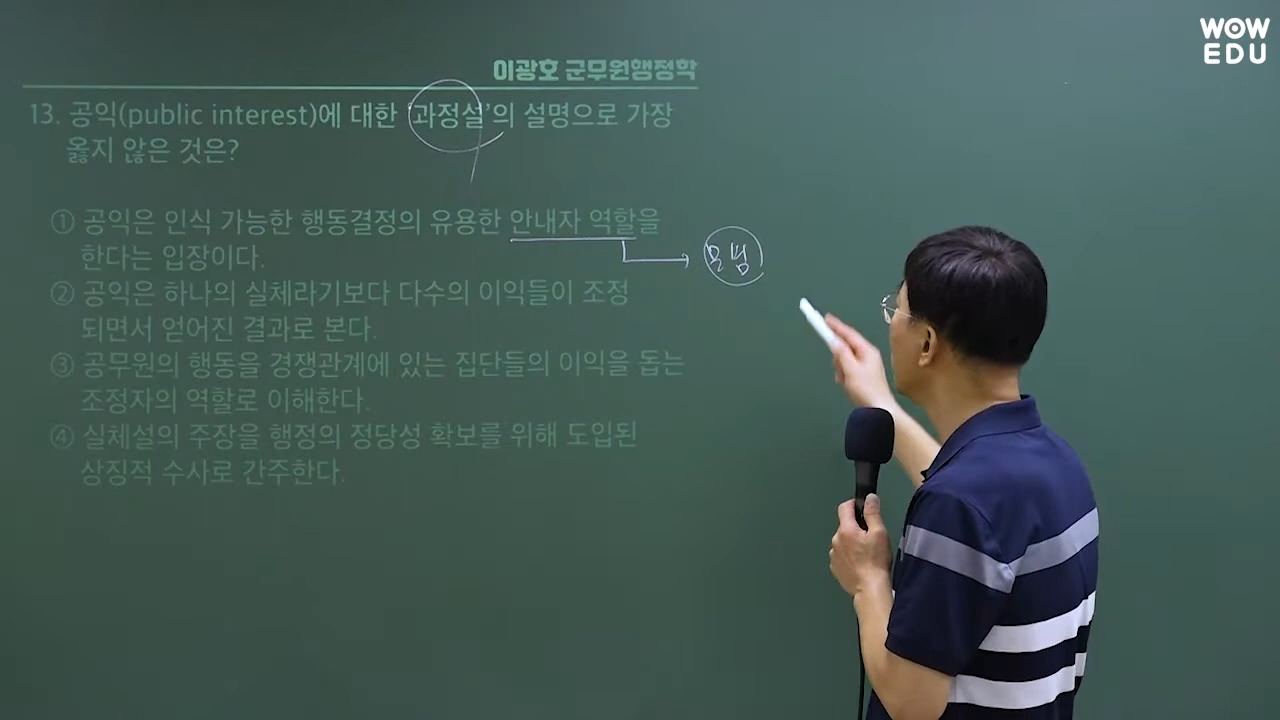 WOW
EDU
이광호 군무원행정학
13. 공익(public interest)에 대한 '과정설'의 설명으로 가장
옳지 않은 것은?
① 공익은 인식 가능한 행동결정의 유용한 안내자 역할을
한다는 입장이다.
모범
② 공익은 하나의 실체라기보다 다수의 이익들이 조정
되면서 얻어진 결과로 본다.
③ 공무원의 행동을 경쟁관계에 있는 집단들의 이익을 돕는
조정자의 역할로 이해한다.
④ 실체설의 주장을 행정의 정당성 확보를 위해 도입된
상징적 수사로 간주한다.